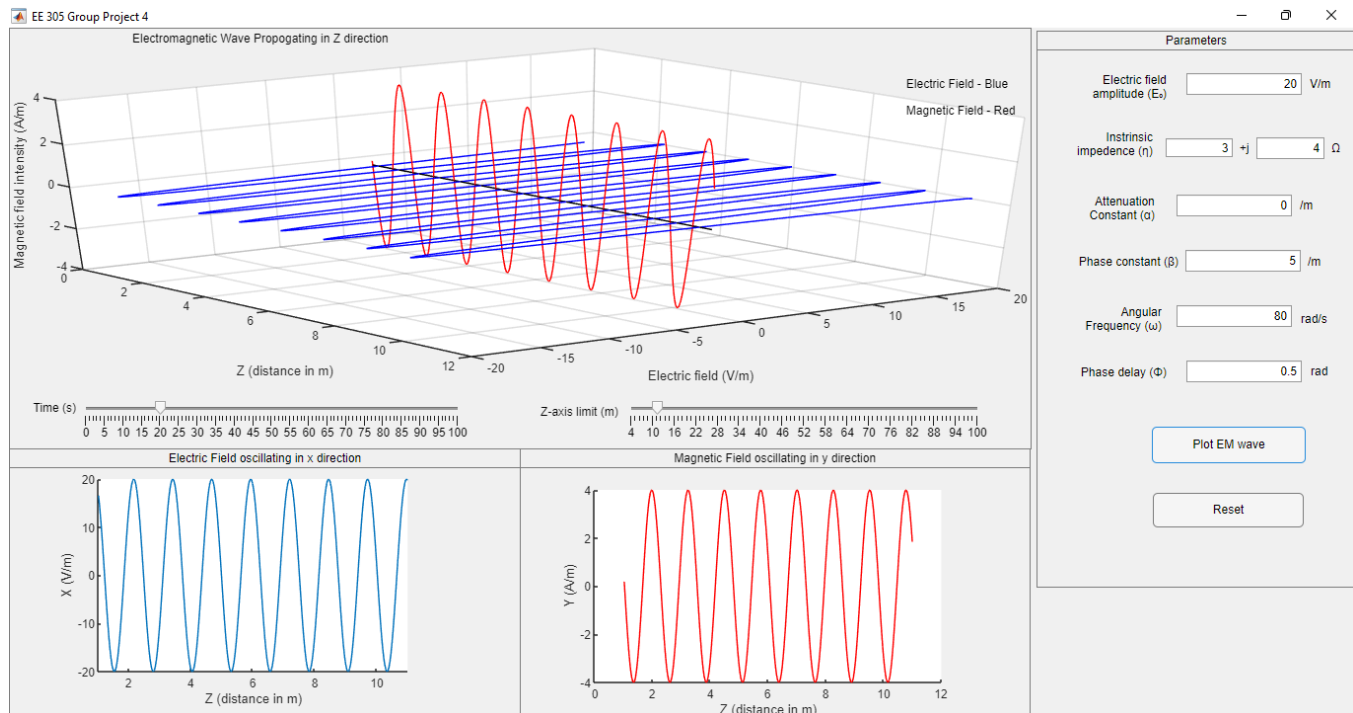 EE 305 Group Project 4
Electromagnetic Wave Propogating in Z direction
Electric Field - Blue
Magnetic Field - Red
Magnetic field intensity (A/m)
4
2
0
-2
-4
0
2
4
6
8
10
12
Z (distance in m)
-20
-15
-10
-5
0
5
10
15
20
Electric field (V/m)
Time (s)
0 5 10 15 20 25 30 35 40 45 50 55 60 65 70 75 80 85 90 95 100
Z-axis limit (m)
4 10 16 22 28 34 40 46 52 58 64 70 76 82 88 94 100
Electric Field oscillating in x direction
X (V/m)
20
10
0
-10
-20
2 4 6 8 10
Z (distance in m)
Magnetic Field oscillating in y direction
Y (A/m)
4
2
0
-2
-4
0 2 4 6 8 10 12
Z (distance in m)
Parameters
Electric field
amplitude (Eₒ)
20 V/m
Instrinsic
impedence (η)
3 +j 4 Ω
Attenuation
Constant (α)
0 /m
Phase constant (β) 5 /m
Angular
Frequency (ω)
80 rad/s
Phase delay (Φ) 0.5 rad
Plot EM wave
Reset